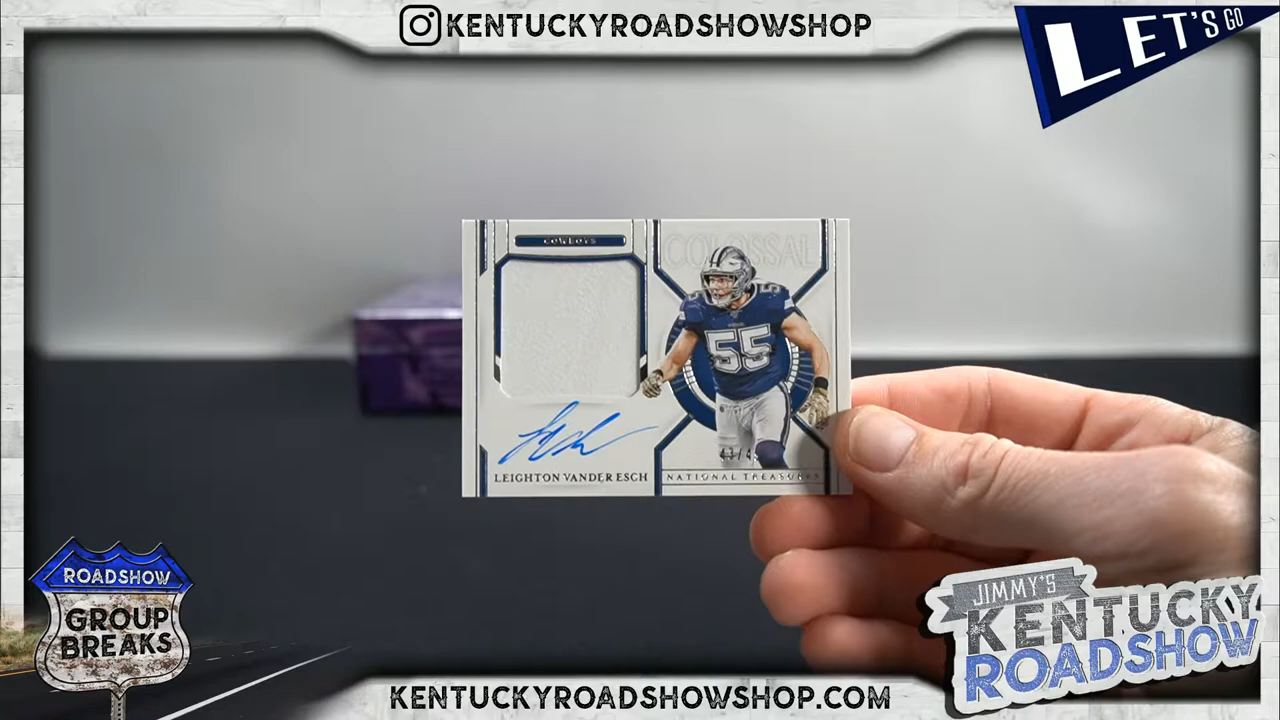 KENTUCKYROADSHOWSHOP
LET'S GO
COWBOYS
COLOSSAL
55
LEIGHTON VANDER ESCH
NATIONAL TREASURES
ROADSHOW
GROUP
BREAKS
JIMMY'S
KENTUCKY
ROADSHOW
KENTUCKYROADSHOWSHOP.COM